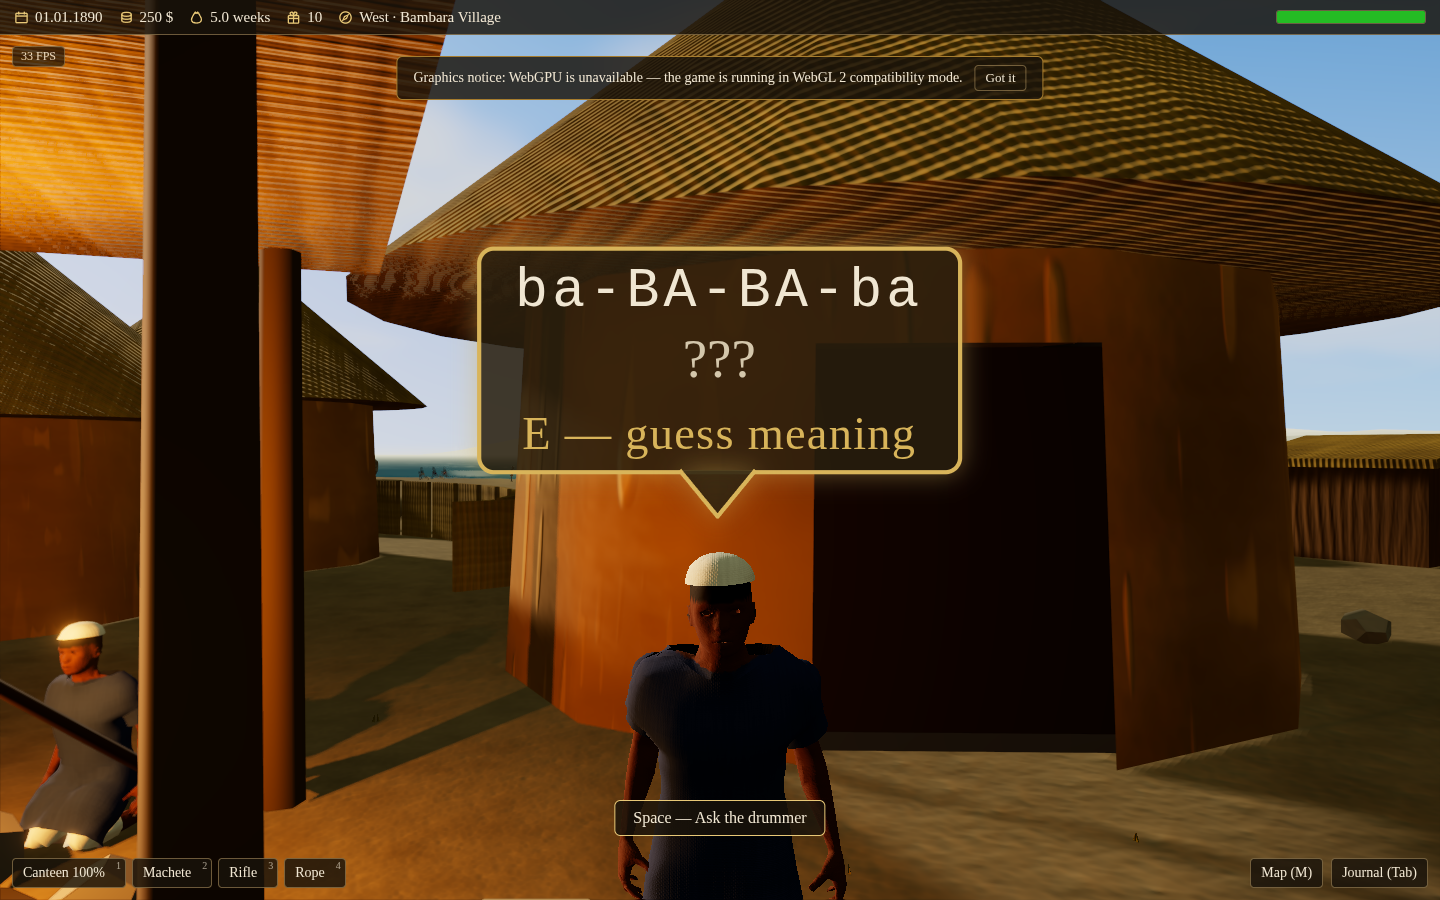 01.01.1890 250 $ 5.0 weeks 10 West · Bambara Village
33 FPS
Graphics notice: WebGPU is unavailable — the game is running in WebGL 2 compatibility mode. Got it
ba-BA-BA-ba
???
E — guess meaning
Space — Ask the drummer
Canteen 100% 1 Machete 2 Rifle 3 Rope 4
Map (M) Journal (Tab)